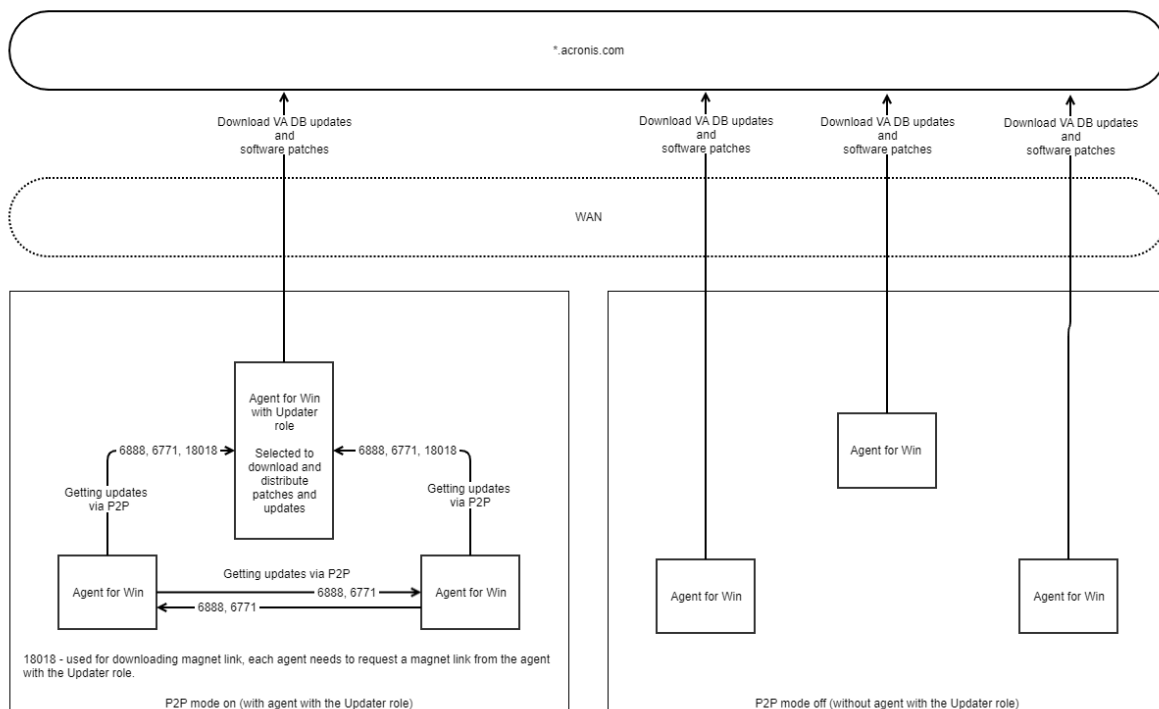 *.acronis.com
Download VA DB updates
and
software patches
Download VA DB updates
and
software patches
Download VA DB updates
and
software patches
Download VA DB updates
and
software patches
WAN
Agent for Win
with Updater
role
Selected to
download and
distribute
patches and
updates
6888, 6771, 18018
6888, 6771, 18018
Getting updates
via P2P
Getting updates
via P2P
Agent for Win
Getting updates via P2P
6888, 6771
6888, 6771
Agent for Win
18018 - used for downloading magnet link, each agent needs to request a magnet link from the agent
with the Updater role.
P2P mode on (with agent with the Updater role)
Agent for Win
Agent for Win
Agent for Win
P2P mode off (without agent with the Updater role)